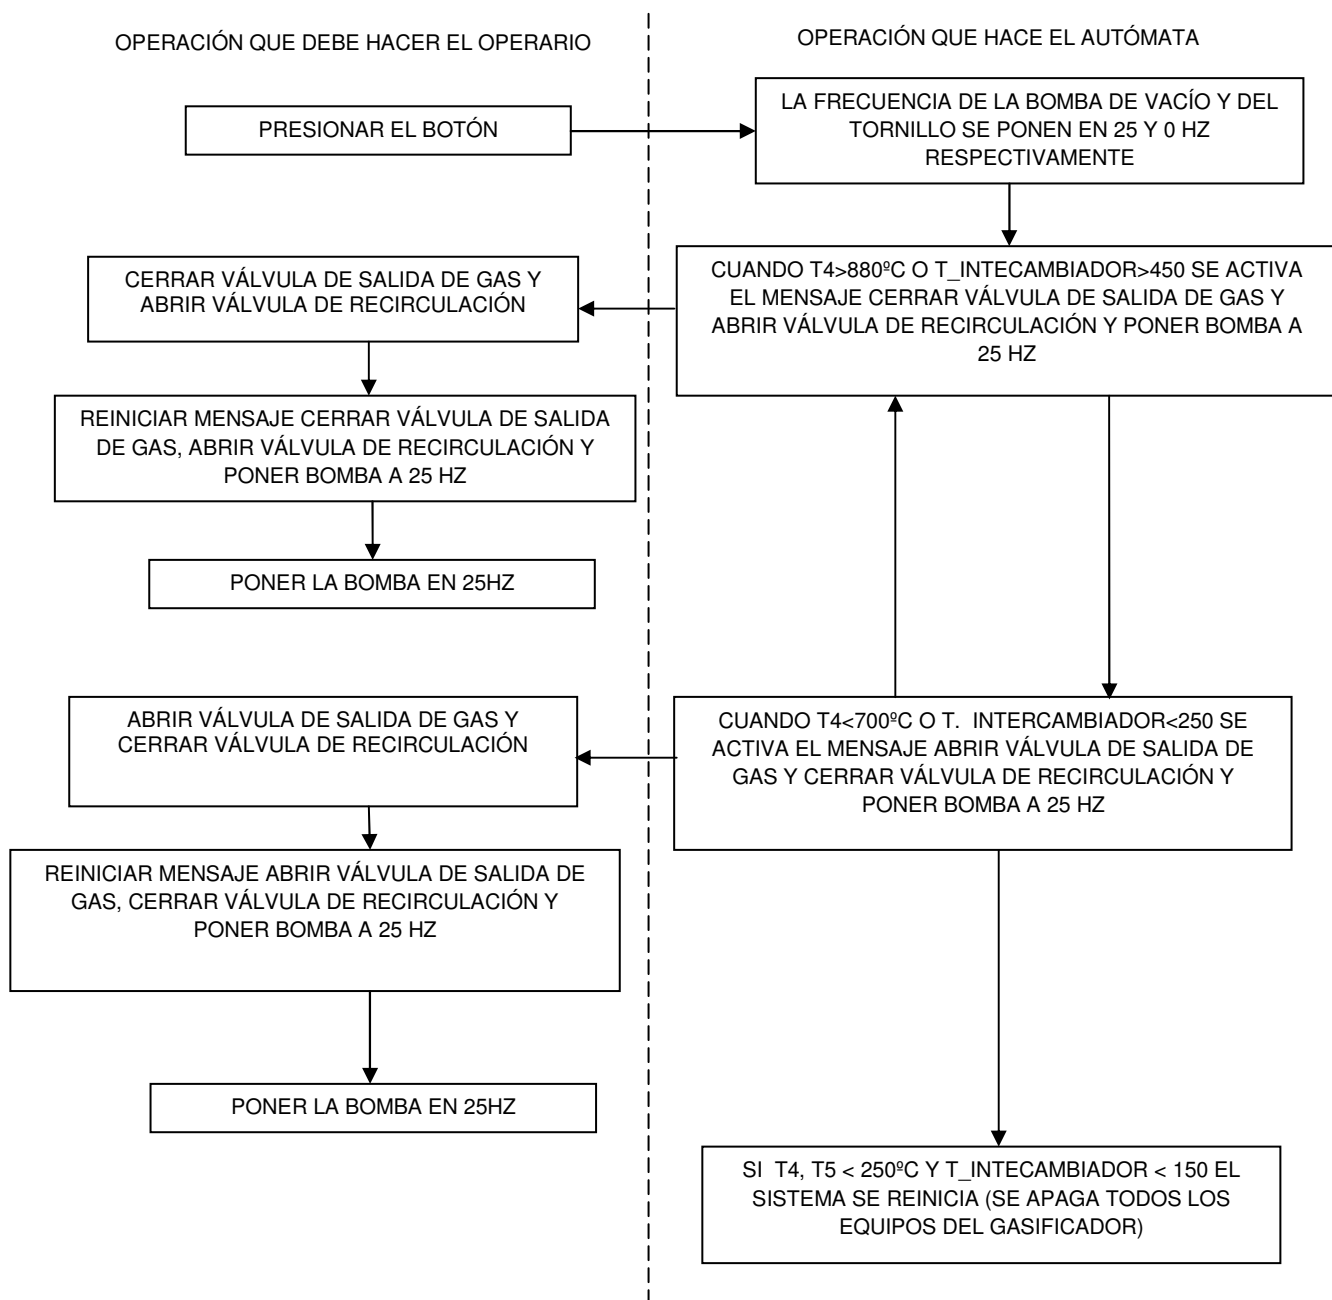 OPERACIÓN QUE DEBE HACER EL OPERARIO
OPERACIÓN QUE HACE EL AUTÓMATA
PRESIONAR EL BOTÓN
LA FRECUENCIA DE LA BOMBA DE VACÍO Y DEL
TORNILLO SE PONEN EN 25 Y 0 HZ
RESPECTIVAMENTE
CERRAR VÁLVULA DE SALIDA DE GAS Y
ABRIR VÁLVULA DE RECIRCULACIÓN
CUANDO T4>880ºC O T_INTECAMBIADOR>450 SE ACTIVA
EL MENSAJE CERRAR VÁLVULA DE SALIDA DE GAS Y
ABRIR VÁLVULA DE RECIRCULACIÓN Y PONER BOMBA A
25 HZ
REINICIAR MENSAJE CERRAR VÁLVULA DE SALIDA
DE GAS, ABRIR VÁLVULA DE RECIRCULACIÓN Y
PONER BOMBA A 25 HZ
PONER LA BOMBA EN 25HZ
ABRIR VÁLVULA DE SALIDA DE GAS Y
CERRAR VÁLVULA DE RECIRCULACIÓN
CUANDO T4<700ºC O T. INTERCAMBIADOR<250 SE
ACTIVA EL MENSAJE ABRIR VÁLVULA DE SALIDA DE
GAS Y CERRAR VÁLVULA DE RECIRCULACIÓN Y
PONER BOMBA A 25 HZ
REINICIAR MENSAJE ABRIR VÁLVULA DE SALIDA DE
GAS, CERRAR VÁLVULA DE RECIRCULACIÓN Y
PONER BOMBA A 25 HZ
PONER LA BOMBA EN 25HZ
SI T4, T5 < 250ºC Y T_INTECAMBIADOR < 150 EL
SISTEMA SE REINICIA (SE APAGA TODOS LOS
EQUIPOS DEL GASIFICADOR)